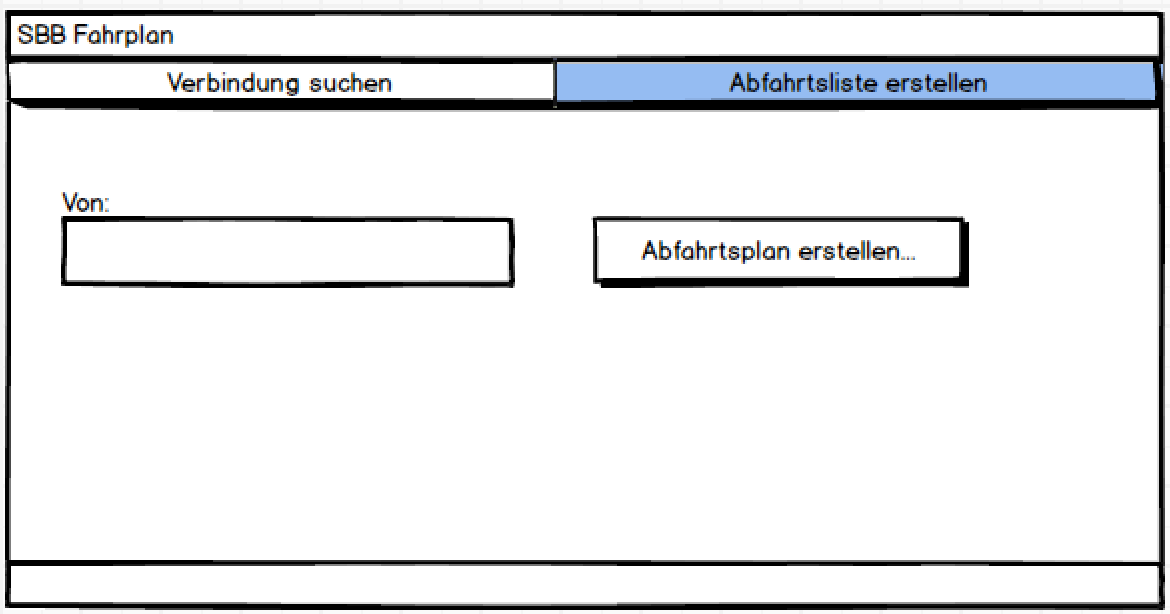 SBB Fahrplan
Verbindung suchen
Abfahrtsliste erstellen
Von:
Abfahrtsplan erstellen...